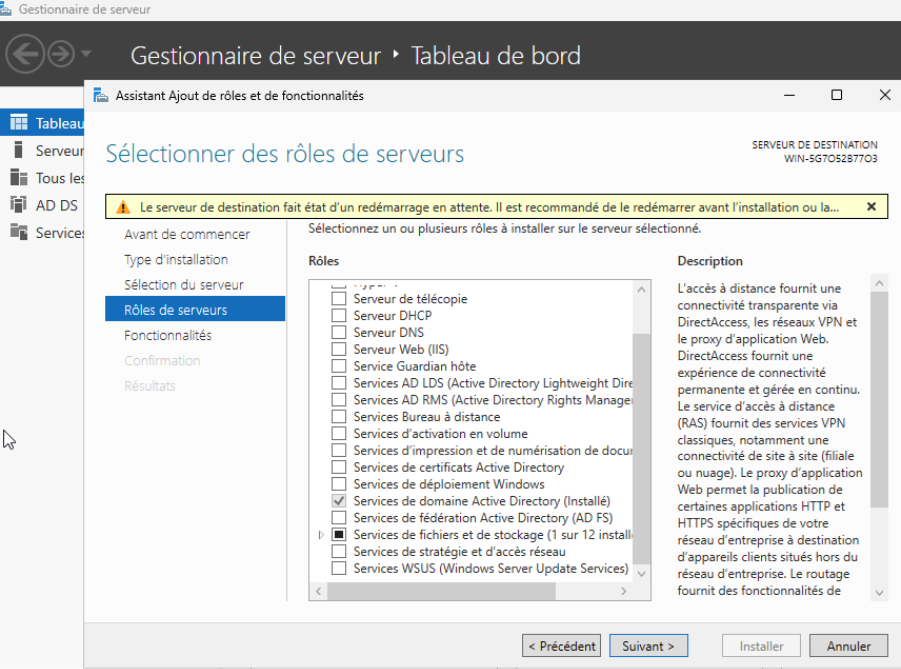 Gestionnaire de serveur
Gestionnaire de serveur ‣ Tableau de bord
Assistant Ajout de rôles et de fonctionnalités
Tableau
Serveur
Tous les
AD DS
Services
Sélectionner des rôles de serveurs
SERVEUR DE DESTINATION
WIN-5G7O52B77O3
Le serveur de destination fait état d'un redémarrage en attente. Il est recommandé de le redémarrer avant l'installation ou la...
Avant de commencer
Type d'installation
Sélection du serveur
Rôles de serveurs
Fonctionnalités
Confirmation
Résultats
Sélectionnez un ou plusieurs rôles à installer sur le serveur sélectionné.
Rôles
Serveur de télécopie
Serveur DHCP
Serveur DNS
Serveur Web (IIS)
Service Guardian hôte
Services AD LDS (Active Directory Lightweight Dire
Services AD RMS (Active Directory Rights Manage
Services Bureau à distance
Services d'activation en volume
Services d'impression et de numérisation de docu
Services de certificats Active Directory
Services de déploiement Windows
Services de domaine Active Directory (Installé)
Services de fédération Active Directory (AD FS)
Services de fichiers et de stockage (1 sur 12 install
Services de stratégie et d'accès réseau
Services WSUS (Windows Server Update Services)
Description
L'accès à distance fournit une
connectivité transparente via
DirectAccess, les réseaux VPN et
le proxy d'application Web.
DirectAccess fournit une
expérience de connectivité
permanente et gérée en continu.
Le service d'accès à distance
(RAS) fournit des services VPN
classiques, notamment une
connectivité de site à site (filiale
ou nuage). Le proxy d'application
Web permet la publication de
certaines applications HTTP et
HTTPS spécifiques de votre
réseau d'entreprise à destination
d'appareils clients situés hors du
réseau d'entreprise. Le routage
fournit des fonctionnalités de
< Précédent
Suivant >
Installer
Annuler